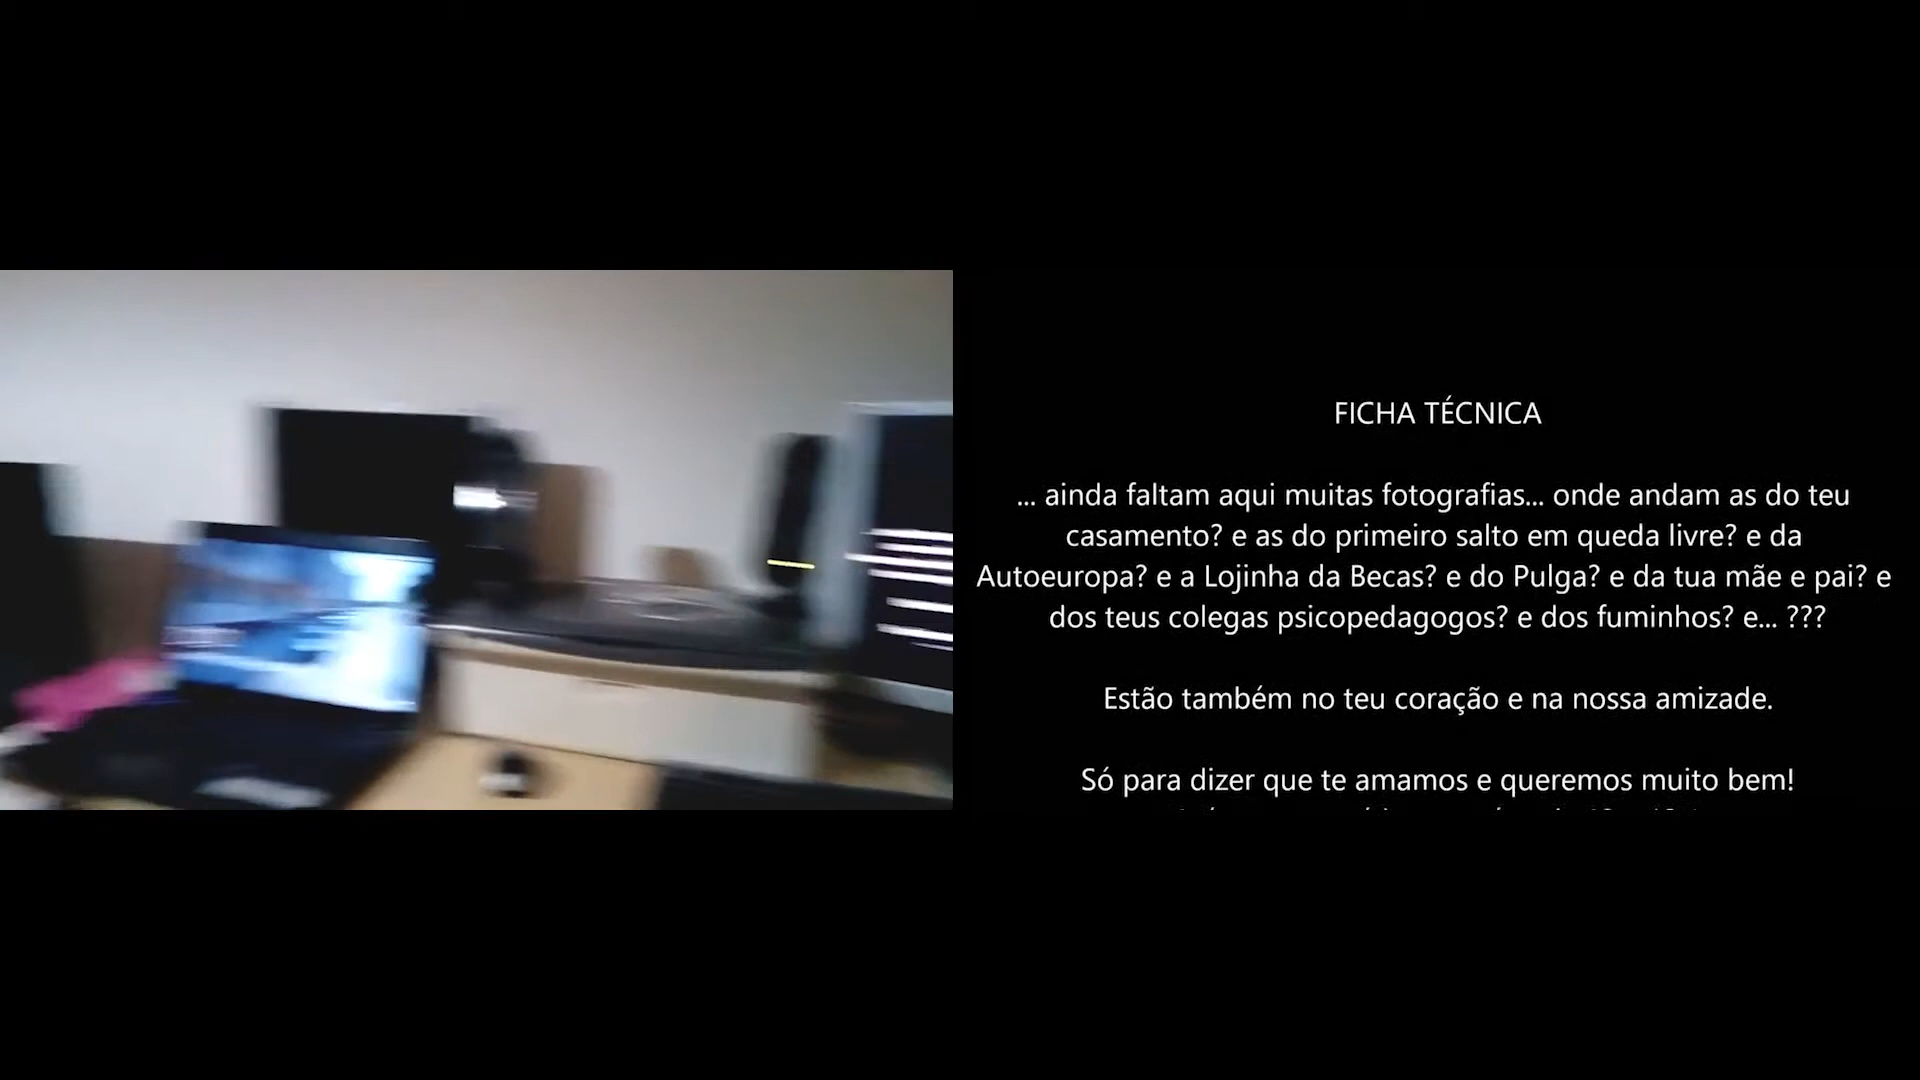 FICHA TÉCNICA
... ainda faltam aqui muitas fotografias... onde andam as do teu
casamento? e as do primeiro salto em queda livre? e da
Autoeuropa? e a Lojinha da Becas? e do Pulga? e da tua mãe e pai? e
dos teus colegas psicopedagogos? e dos fuminhos? e... ???
Estão também no teu coração e na nossa amizade.
Só para dizer que te amamos e queremos muito bem!